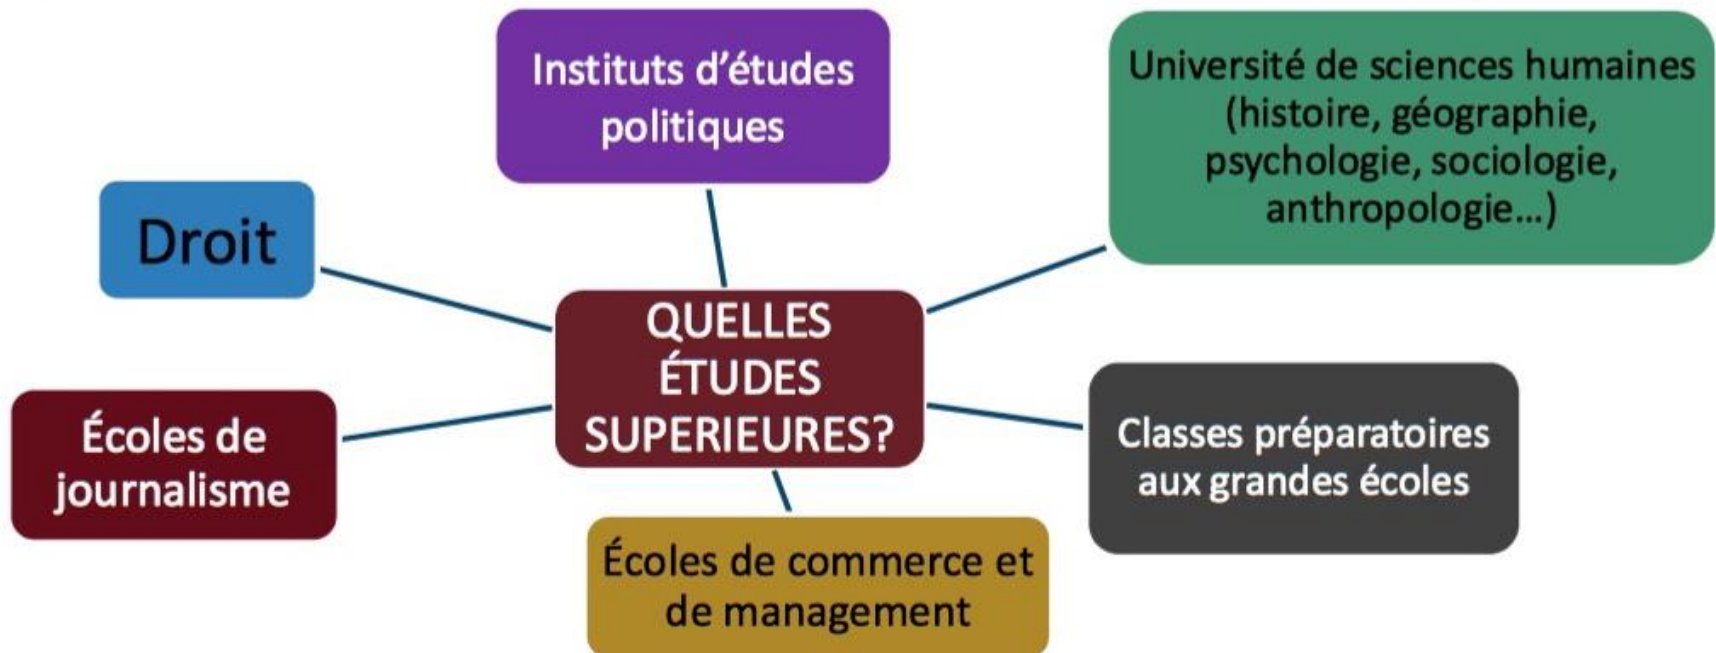 Instituts d'études
politiques
Université de sciences humaines
(histoire, géographie,
psychologie, sociologie,
anthropologie...)
Droit
QUELLES
ÉTUDES
SUPERIEURES?
Écoles de
journalisme
Classes préparatoires
aux grandes écoles
Écoles de commerce et
de management